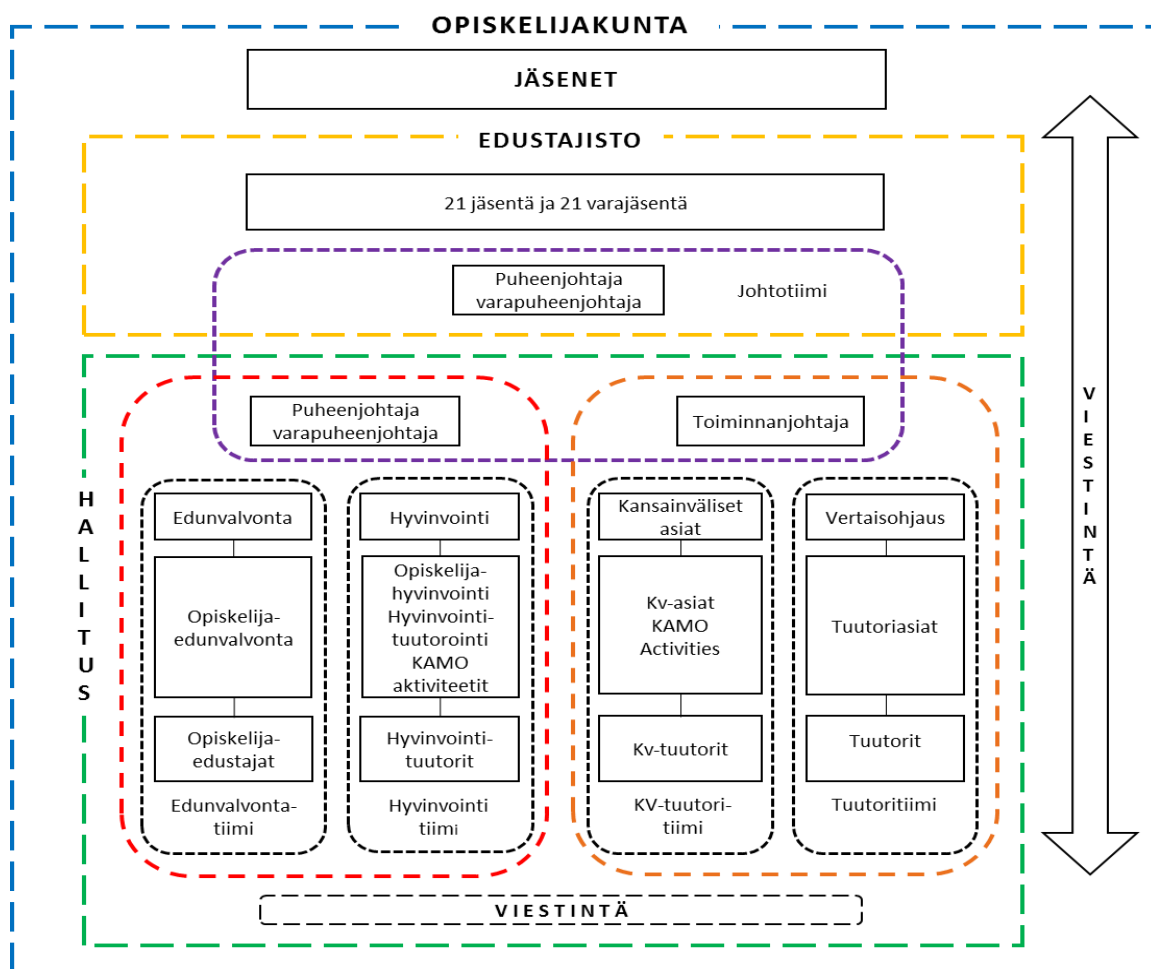 OPISKELIJAKUNTA
JÄSENET
EDUSTAJISTO
21 jäsentä ja 21 varajäsentä
Puheenjohtaja
varapuheenjohtaja
Johtotiimi
HALLITUS
Puheenjohtaja
varapuheenjohtaja
Toiminnanjohtaja
Edunvalvonta
Opiskelija-
edunvalvonta
Opiskelija-
edustajat
Edunvalvonta-
tiimi
Hyvinvointi
Opiskelija-
hyvinvointi
Hyvinvointi-
tuutorointi
KAMO
aktiviteetit
Hyvinvointi-
tuutorit
Hyvinvointi
tiimi
Kansainväliset
asiat
Kv-asiat
KAMO
Activities
Kv-tuutorit
KV-tuutori-
tiimi
Vertaisohjaus
Tuutoriasiat
Tuutorit
Tuutoritiimi
VIESTINTÄ
VIESTINTÄ